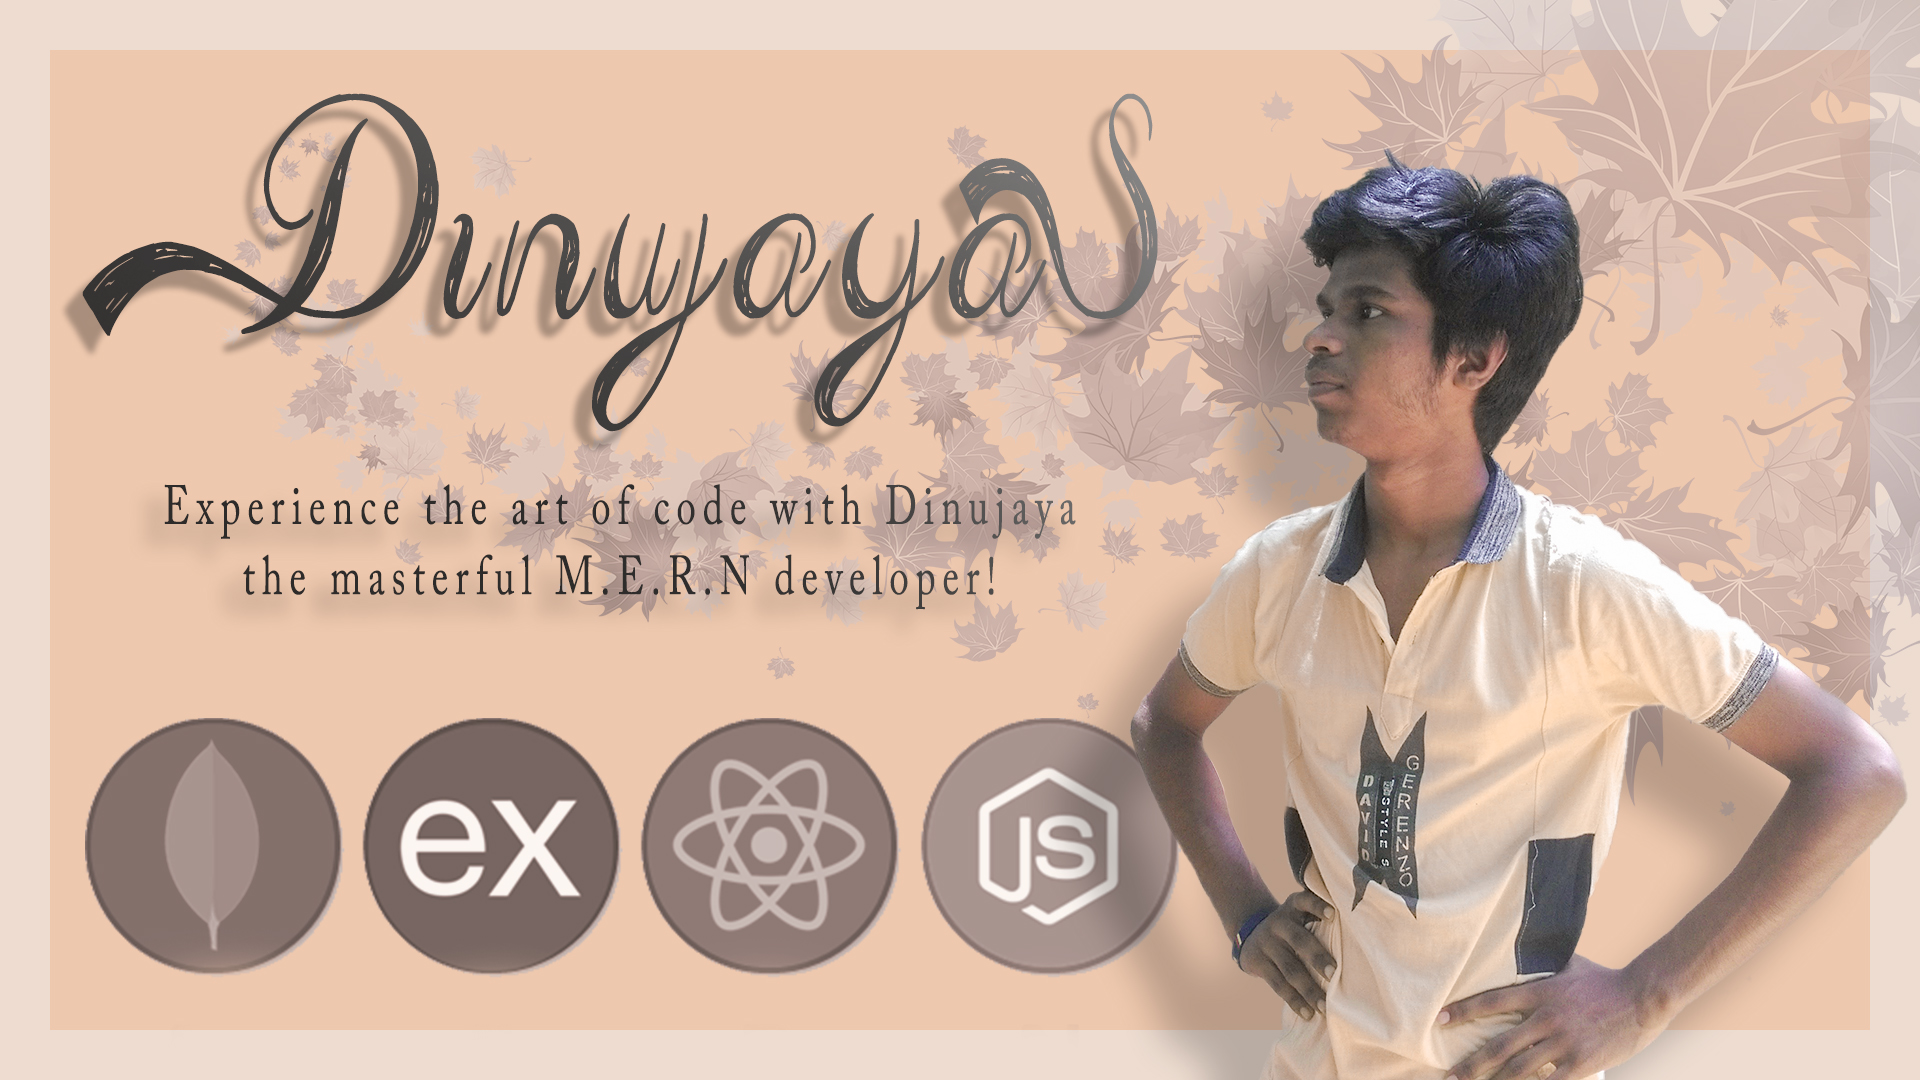 Dinujaya
Experience the art of code with Dinujaya
the masterful M.E.R.N developer!
ex
JS
DAVID
STYLE
GERENZO